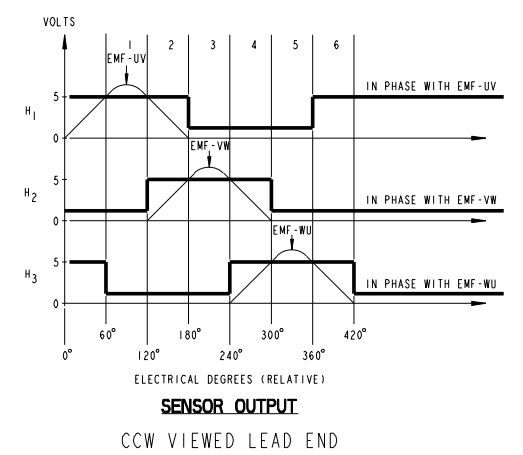 VOLTS
1 2 3 4 5 6
EMF-UV
H1
5
0
IN PHASE WITH EMF-UV
EMF-VW
H2
5
0
IN PHASE WITH EMF-VW
EMF-WU
H3
5
0
IN PHASE WITH EMF-WU
60° 180° 300° 420°
0° 120° 240° 360°
ELECTRICAL DEGREES (RELATIVE)
SENSOR OUTPUT
CCW VIEWED LEAD END